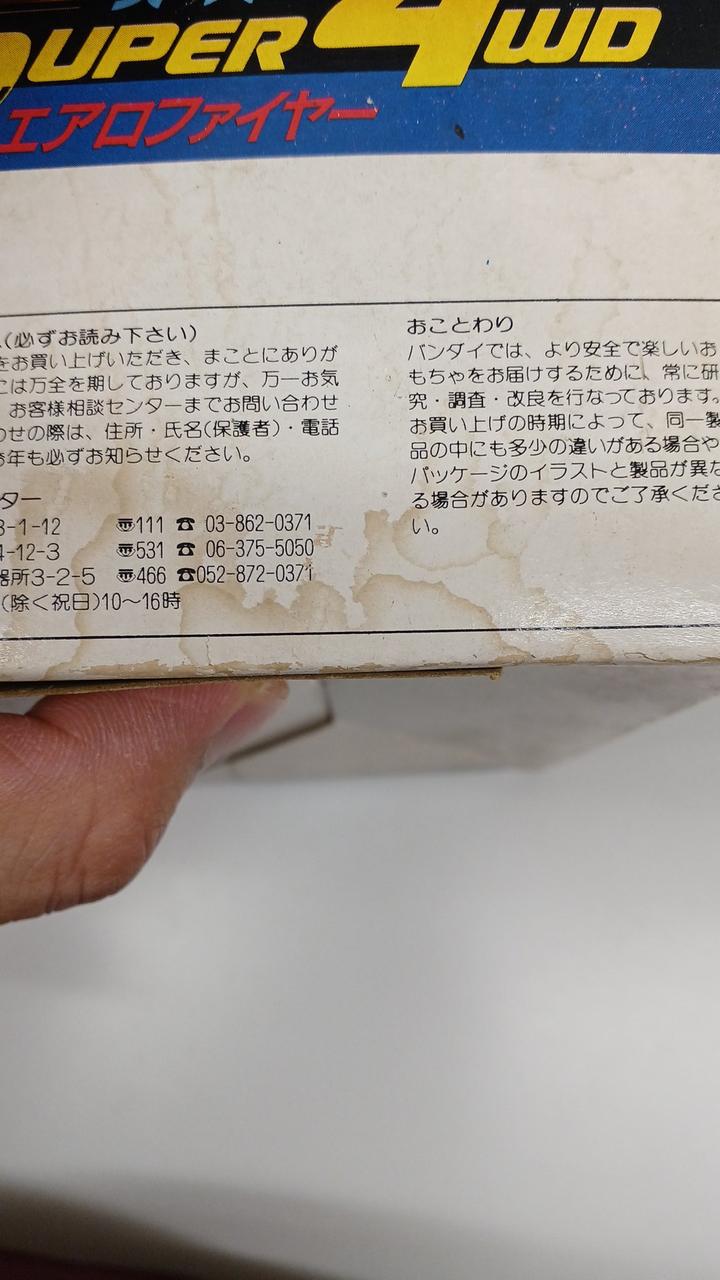 SUPER 4WD
エアロファイヤー
(必ずお読み下さい)
をお買い上げいただき、まことにありが
には万全を期しておりますが、万一お気
お客様相談センターまでお問い合わせ
わせの際は、住所・氏名(保護者)・電話
年も必ずお知らせください。
ター
3-1-12 〠111 ☎ 03-862-0371
4-12-3 〠531 ☎ 06-375-5050
器所3-2-5 〠466 ☎052-872-0371
(除く祝日)10〜16時
おことわり
バンダイでは、より安全で楽しいお
もちゃをお届けするために、常に研
究・調査・改良を行なっております。
お買い上げの時期によって、同一製
品の中にも多少の違いがある場合や
パッケージのイラストと製品が異な
る場合がありますのでご了承くださ
い。